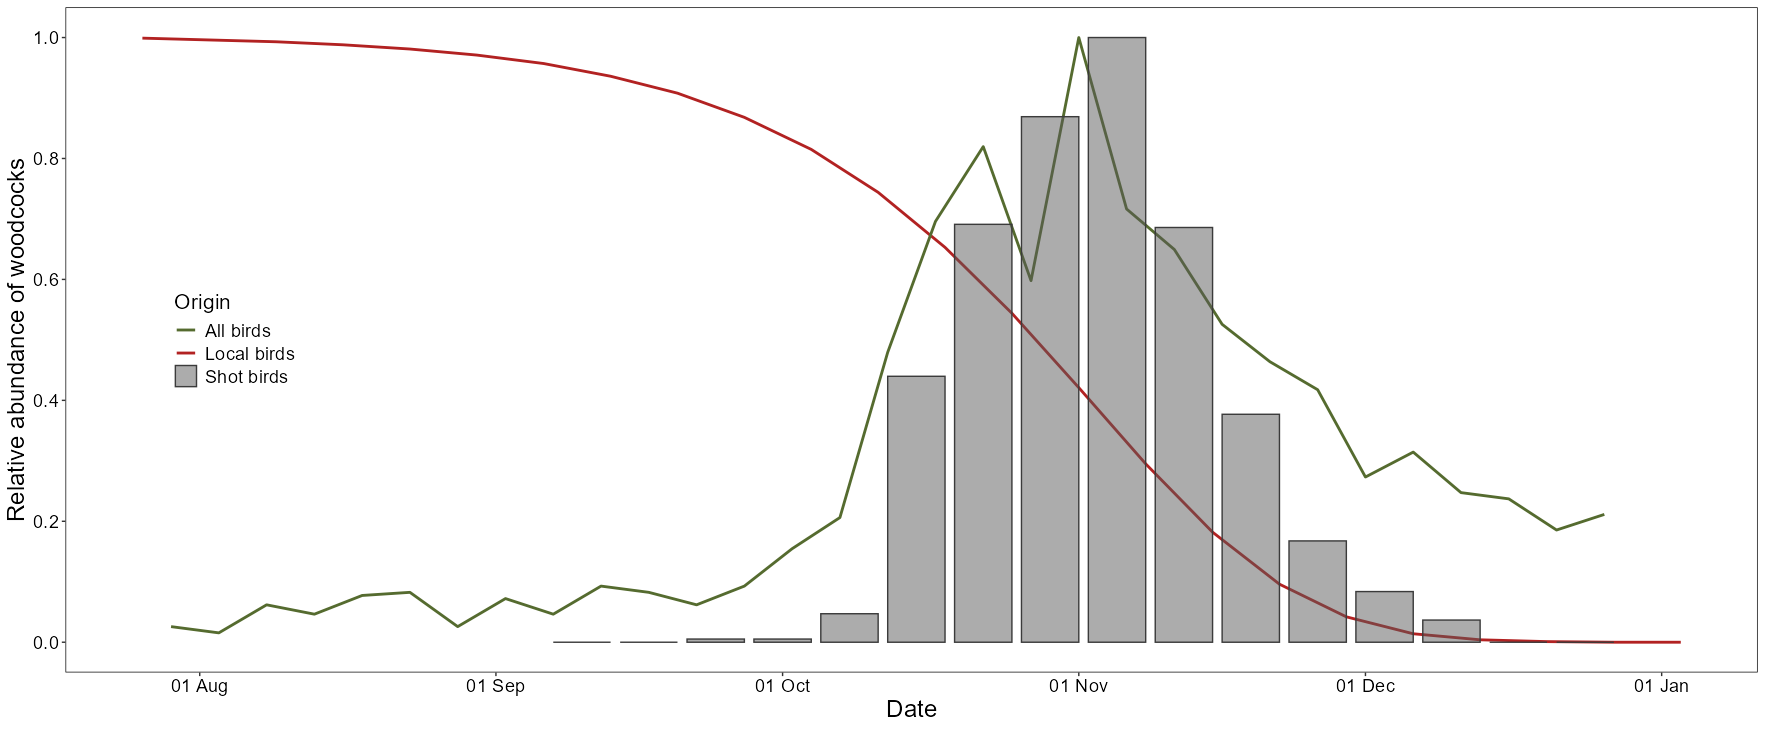 Relative abundance of woodcocks
1.0
0.8
0.6
0.4
0.2
0.0
Origin
All birds
Local birds
Shot birds
01 Aug 01 Sep 01 Oct 01 Nov 01 Dec 01 Jan
Date